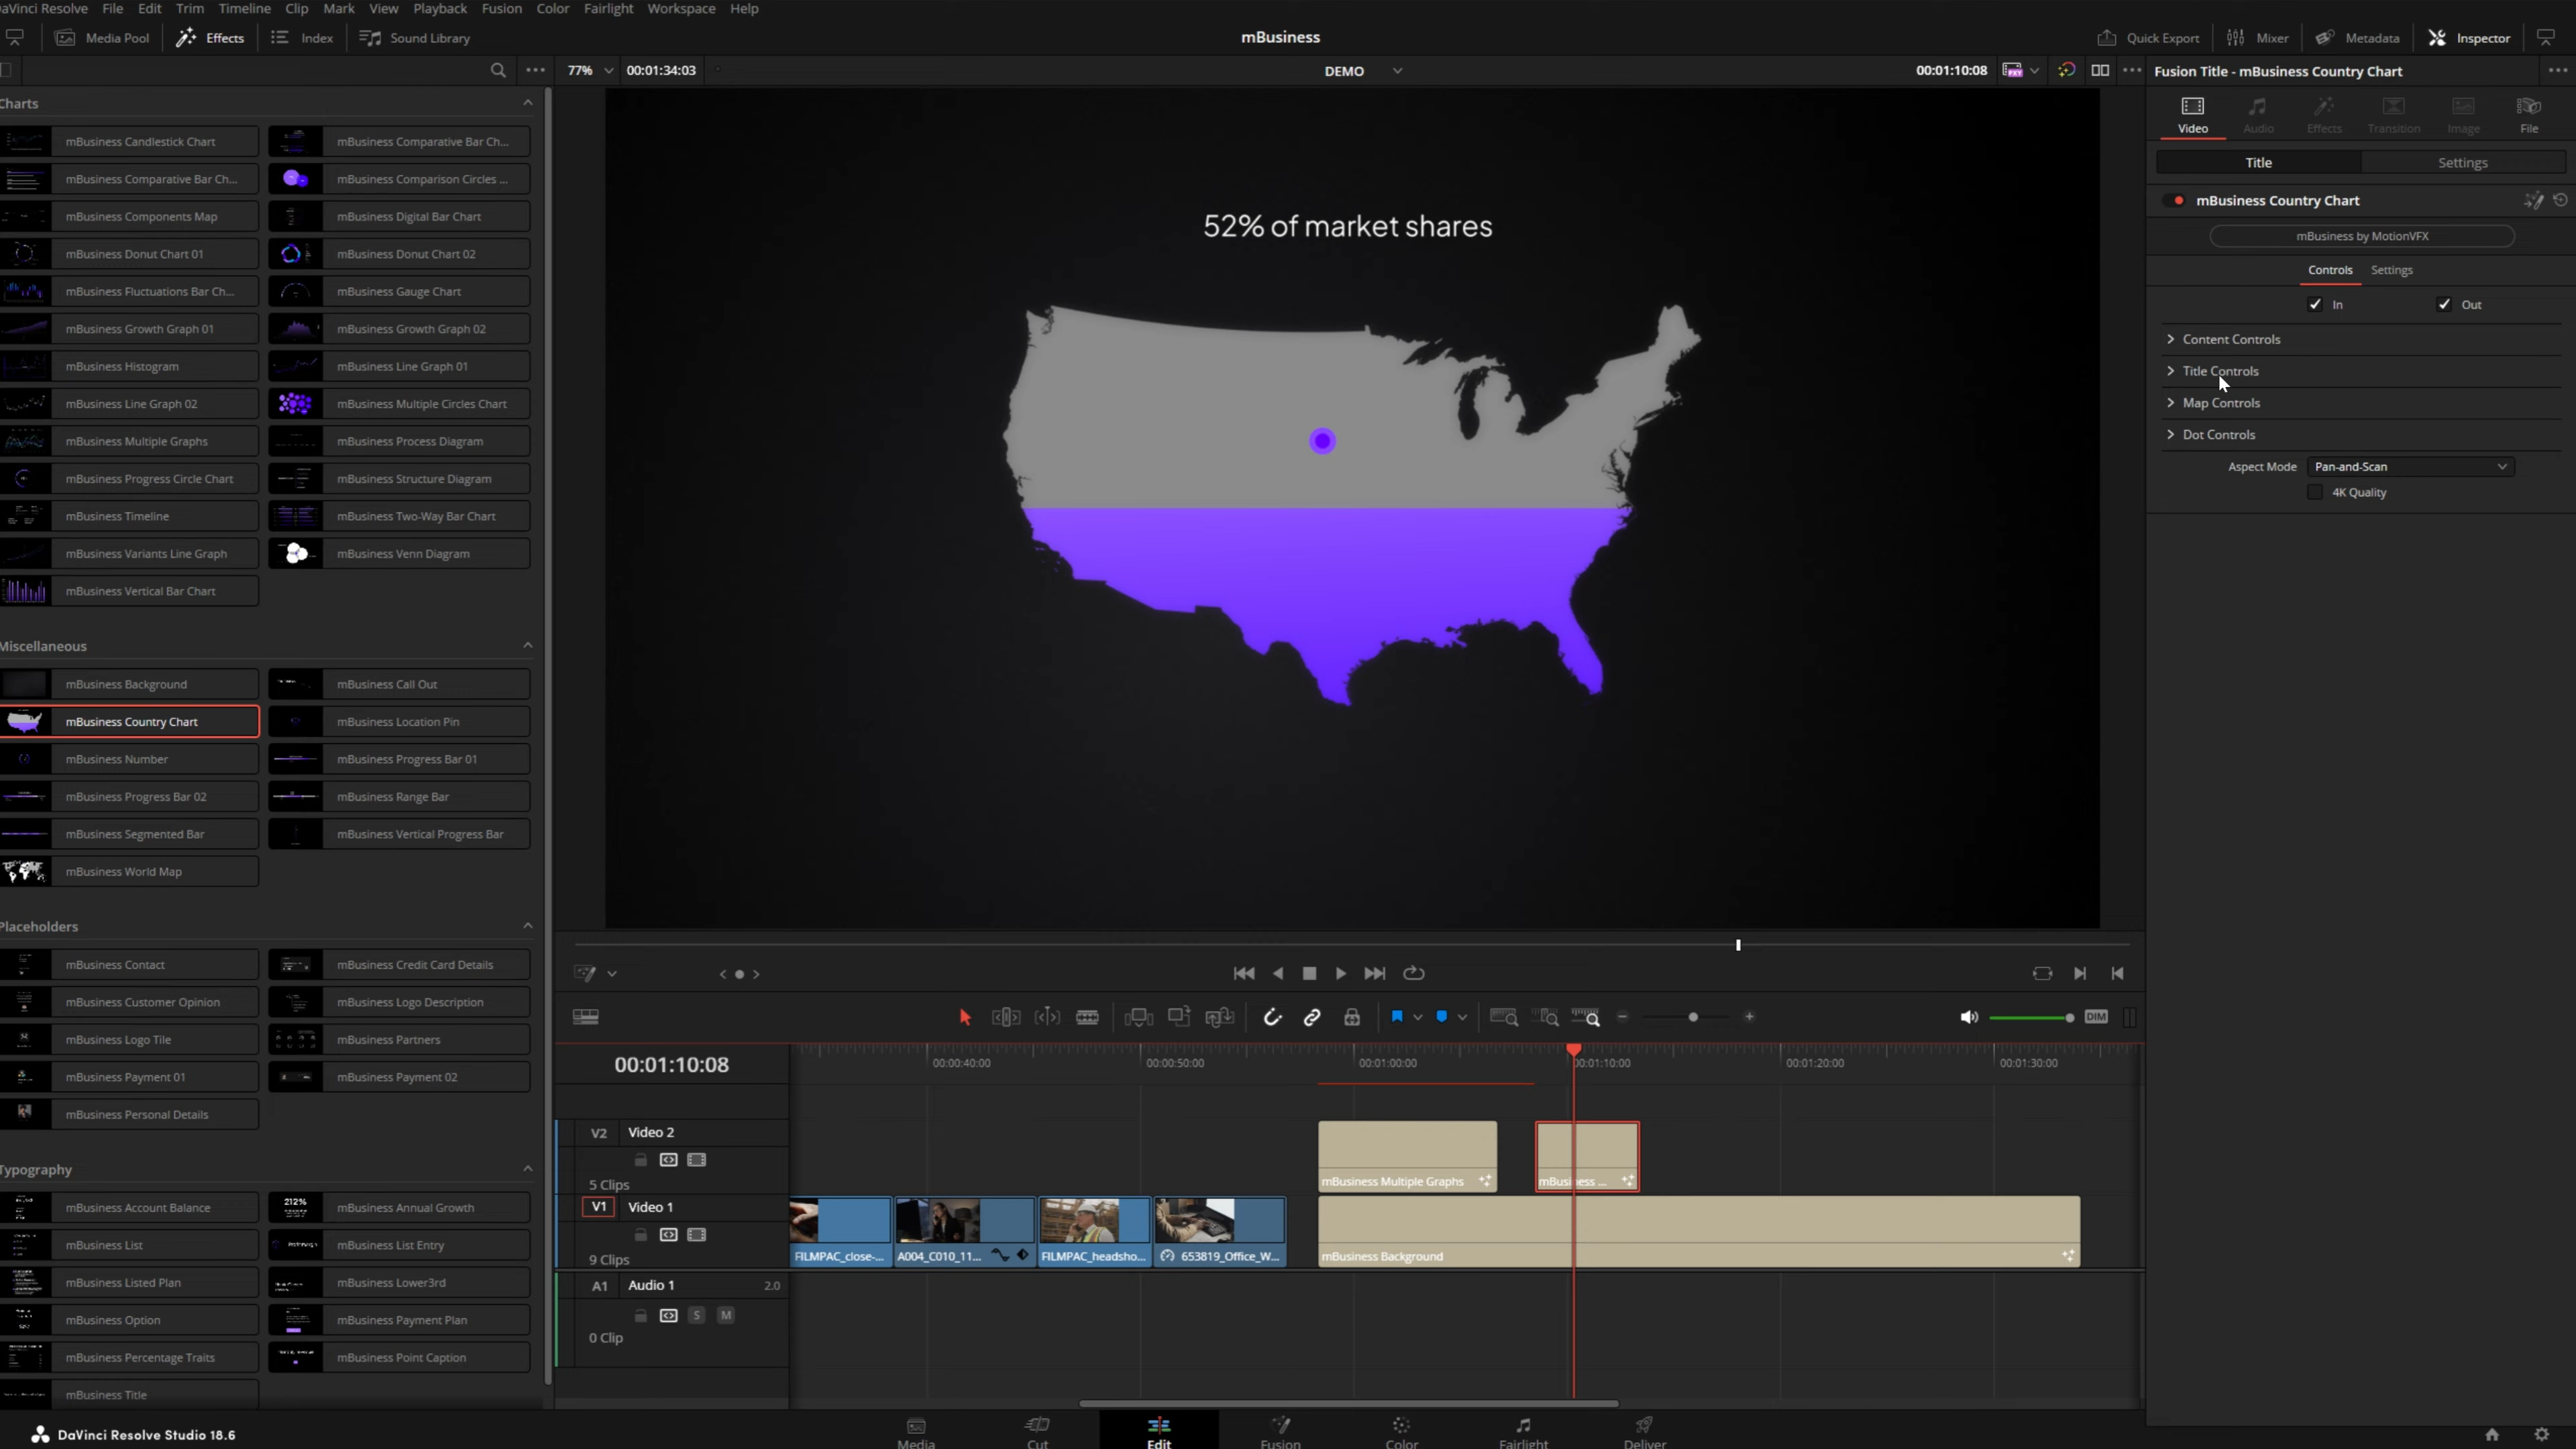 DaVinci Resolve File Edit Trim Timeline Clip Mark View Playback Fusion Color Fairlight Workspace Help
Media Pool Effects Index Sound Library mBusiness Quick Export Mixer Metadata Inspector
77% 00:01:34:03 DEMO 00:01:10:08 Fusion Title - mBusiness Country Chart
Video Audio Effects Transition Image File
Title Settings
mBusiness Country Chart
mBusiness by MotionVFX
Controls Settings
In Out
Content Controls
Title Controls
Map Controls
Dot Controls
Aspect Mode Pan-and-Scan
4K Quality
Charts
mBusiness Candlestick Chart mBusiness Comparative Bar Ch...
mBusiness Comparative Bar Ch... mBusiness Comparison Circles ...
mBusiness Components Map mBusiness Digital Bar Chart
mBusiness Donut Chart 01 mBusiness Donut Chart 02
mBusiness Fluctuations Bar Ch... mBusiness Gauge Chart
mBusiness Growth Graph 01 mBusiness Growth Graph 02
mBusiness Histogram mBusiness Line Graph 01
mBusiness Line Graph 02 mBusiness Multiple Circles Chart
mBusiness Multiple Graphs mBusiness Process Diagram
mBusiness Progress Circle Chart mBusiness Structure Diagram
mBusiness Timeline mBusiness Two-Way Bar Chart
mBusiness Variants Line Graph mBusiness Venn Diagram
mBusiness Vertical Bar Chart
Miscellaneous
mBusiness Background mBusiness Call Out
mBusiness Country Chart mBusiness Location Pin
mBusiness Number mBusiness Progress Bar 01
mBusiness Progress Bar 02 mBusiness Range Bar
mBusiness Segmented Bar mBusiness Vertical Progress Bar
mBusiness World Map
Placeholders
mBusiness Contact mBusiness Credit Card Details
mBusiness Customer Opinion mBusiness Logo Description
mBusiness Logo Tile mBusiness Partners
mBusiness Payment 01 mBusiness Payment 02
mBusiness Personal Details
Typography
mBusiness Account Balance 212% mBusiness Annual Growth
mBusiness List mBusiness List Entry
mBusiness Listed Plan mBusiness Lower3rd
mBusiness Option mBusiness Payment Plan
mBusiness Percentage Traits mBusiness Point Caption
mBusiness Title
52% of market shares
DIM
00:01:10:08 00:00:40:00 00:00:50:00 00:01:00:00 00:01:10:00 00:01:20:00 00:01:30:00
V2 Video 2
5 Clips
mBusiness Multiple Graphs mBusiness ...
V1 Video 1
9 Clips
FILMPAC_close-... A004_C010_11... FILMPAC_headsho... 653819_Office_W... mBusiness Background
A1 Audio 1 2.0
S M
0 Clip
DaVinci Resolve Studio 18.6
Media Cut Edit Fusion Color Fairlight Deliver